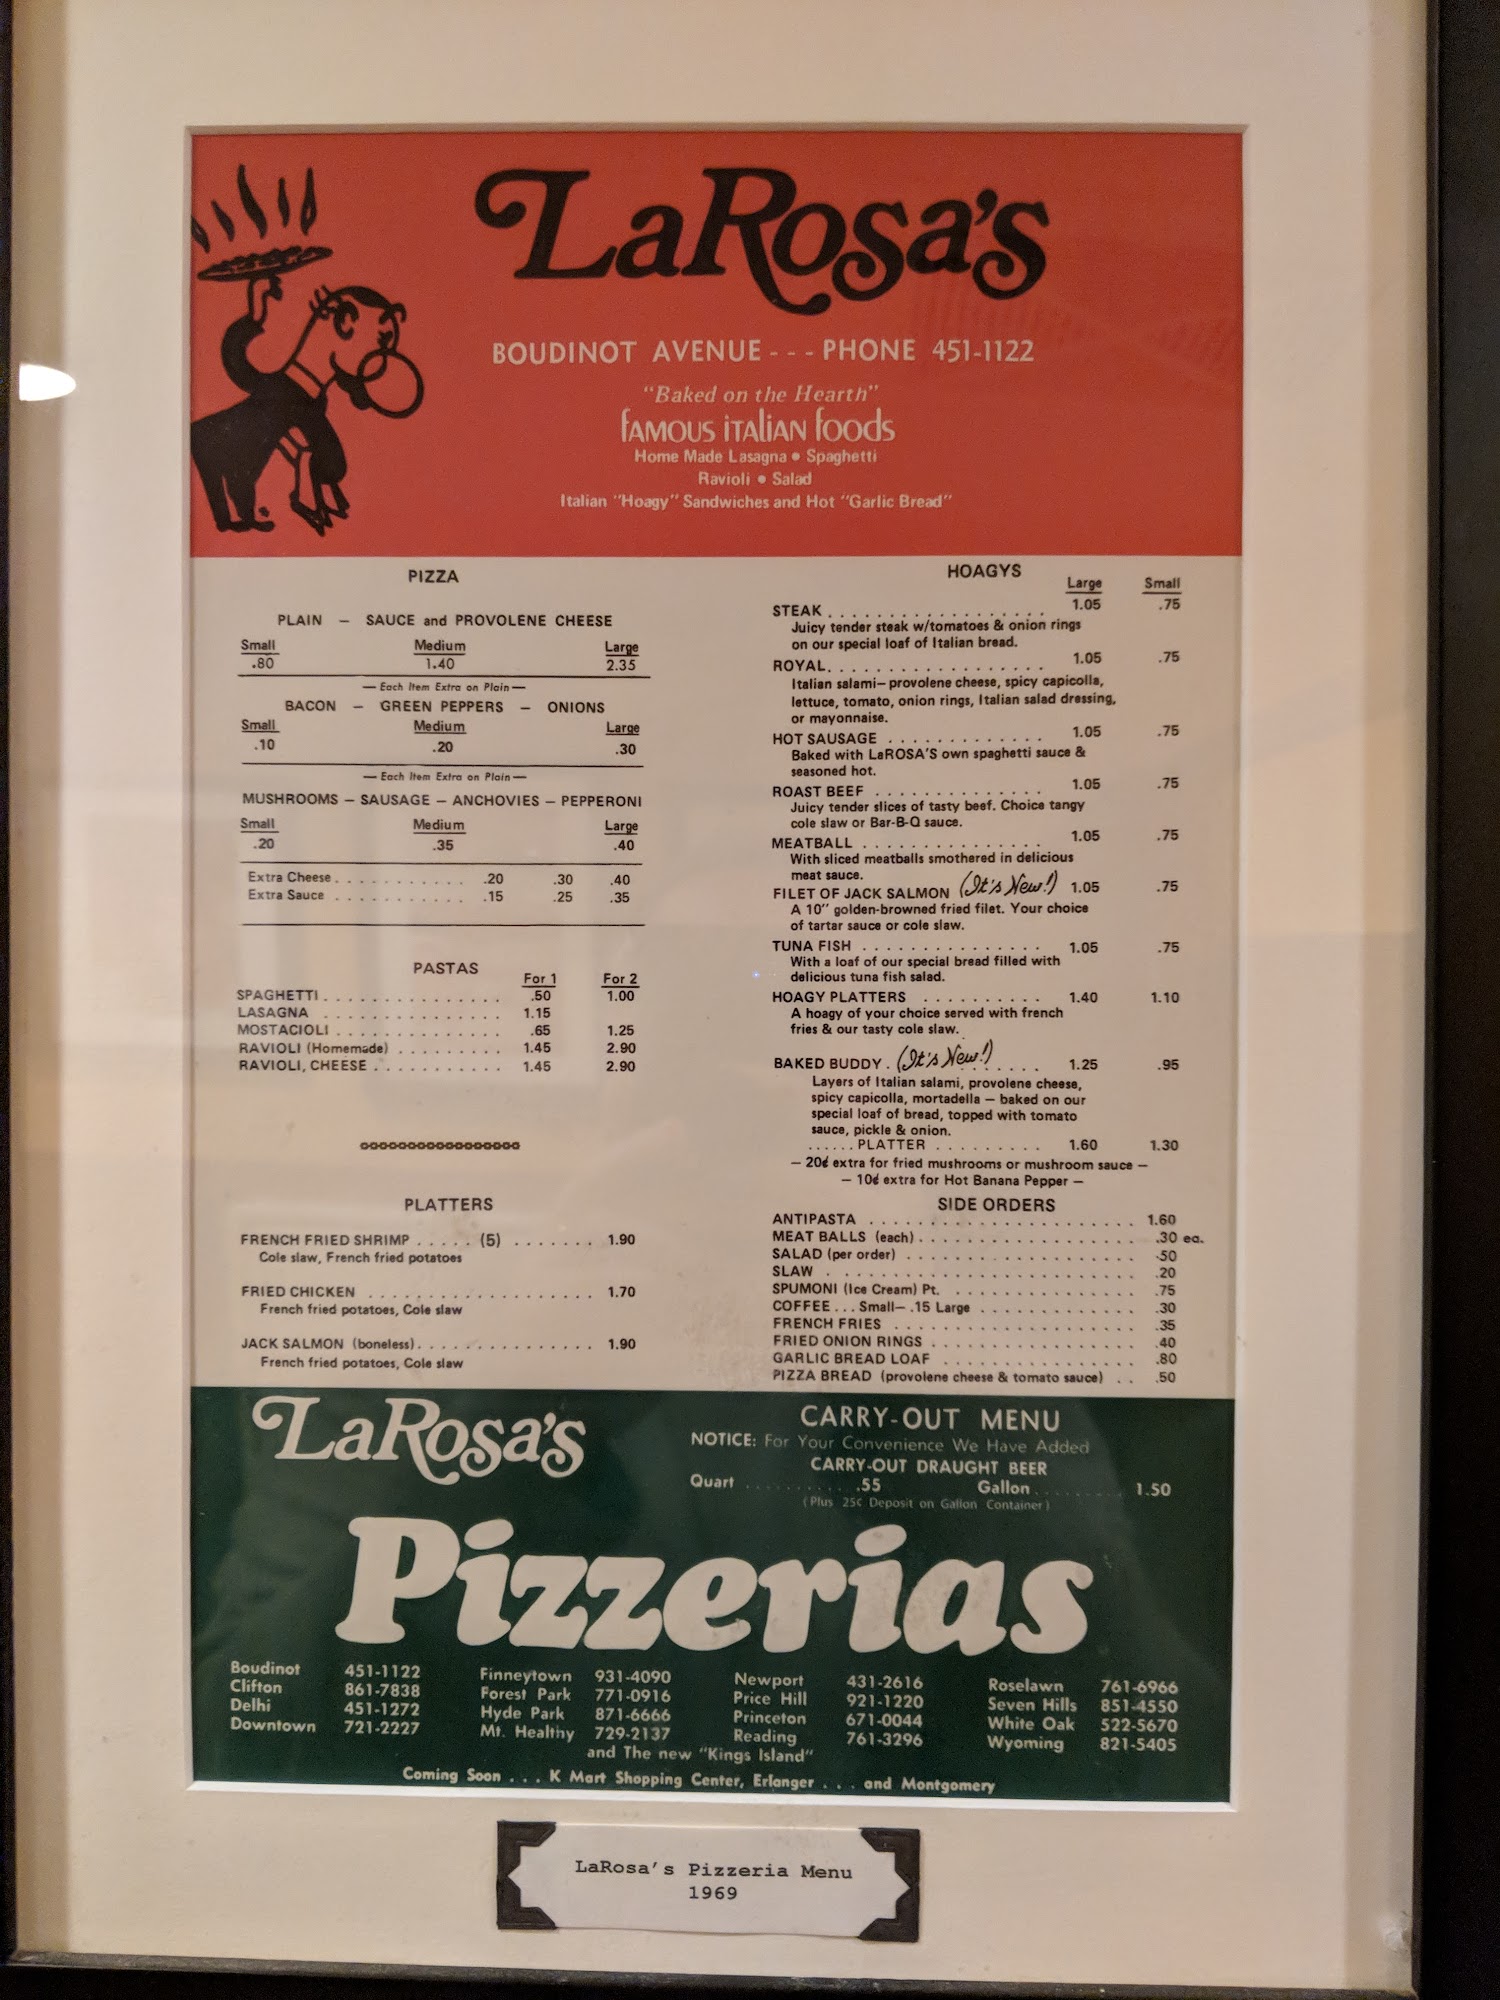 LaRosa's
BOUDINOT AVENUE - - - PHONE 451-1122
"Baked on the Hearth"
famous italian foods
Home Made Lasagna • Spaghetti
Ravioli • Salad
Italian "Hoagy" Sandwiches and Hot "Garlic Bread"
PIZZA
PLAIN — SAUCE and PROVOLENE CHEESE
Small Medium Large
.80 1.40 2.35
— Each Item Extra on Plain —
BACON — GREEN PEPPERS — ONIONS
Small Medium Large
.10 .20 .30
— Each Item Extra on Plain —
MUSHROOMS — SAUSAGE — ANCHOVIES — PEPPERONI
Small Medium Large
.20 .35 .40
Extra Cheese . . . . . . . . . . . .20 .30 .40
Extra Sauce . . . . . . . . . . . .15 .25 .35
PASTAS
For 1 For 2
SPAGHETTI . . . . . . . . . . . . . . .50 1.00
LASAGNA . . . . . . . . . . . . . . 1.15
MOSTACIOLI . . . . . . . . . . . . . .65 1.25
RAVIOLI (Homemade) . . . . . . . . . 1.45 2.90
RAVIOLI, CHEESE . . . . . . . . . . . 1.45 2.90
PLATTERS
FRENCH FRIED SHRIMP . . . . . (5) . . . . . . . 1.90
Cole slaw, French fried potatoes
FRIED CHICKEN . . . . . . . . . . . . . . . . . . 1.70
French fried potatoes, Cole slaw
JACK SALMON (boneless) . . . . . . . . . . . . . . . 1.90
French fried potatoes, Cole slaw
HOAGYS
Large Small
STEAK . . . . . . . . . . . . . . . . . . 1.05 .75
Juicy tender steak w/tomatoes & onion rings
on our special loaf of Italian bread.
ROYAL . . . . . . . . . . . . . . . . . . 1.05 .75
Italian salami— provolene cheese, spicy capicolla,
lettuce, tomato, onion rings, Italian salad dressing,
or mayonnaise.
HOT SAUSAGE . . . . . . . . . . . . . 1.05 .75
Baked with LaROSA'S own spaghetti sauce &
seasoned hot.
ROAST BEEF . . . . . . . . . . . . . . 1.05 .75
Juicy tender slices of tasty beef. Choice tangy
cole slaw or Bar-B-Q sauce.
MEATBALL . . . . . . . . . . . . . . . 1.05 .75
With sliced meatballs smothered in delicious
meat sauce.
FILET OF JACK SALMON (It's New!) 1.05 .75
A 10" golden-browned fried filet. Your choice
of tartar sauce or cole slaw.
TUNA FISH . . . . . . . . . . . . . . . 1.05 .75
With a loaf of our special bread filled with
delicious tuna fish salad.
HOAGY PLATTERS . . . . . . . . . . 1.40 1.10
A hoagy of your choice served with french
fries & our tasty cole slaw.
BAKED BUDDY . (It's New!) . . . . . . . 1.25 .95
Layers of Italian salami, provolene cheese,
spicy capicolla, mortadella — baked on our
special loaf of bread, topped with tomato
sauce, pickle & onion.
. . . . . . PLATTER . . . . . . . . . 1.60 1.30
— 20¢ extra for fried mushrooms or mushroom sauce —
— 10¢ extra for Hot Banana Pepper —
SIDE ORDERS
ANTIPASTA . . . . . . . . . . . . . . . . . . . . . . 1.60
MEAT BALLS (each) . . . . . . . . . . . . . . . . . . .30 ea.
SALAD (per order) . . . . . . . . . . . . . . . . . . . .50
SLAW . . . . . . . . . . . . . . . . . . . . . . . . . .20
SPUMONI (Ice Cream) Pt. . . . . . . . . . . . . . . . . .75
COFFEE . . . Small— .15 Large . . . . . . . . . . . . . .30
FRENCH FRIES . . . . . . . . . . . . . . . . . . . . .35
FRIED ONION RINGS . . . . . . . . . . . . . . . . . . .40
GARLIC BREAD LOAF . . . . . . . . . . . . . . . . . .80
PIZZA BREAD (provolene cheese & tomato sauce) . . .50
LaRosa's
CARRY-OUT MENU
NOTICE: For Your Convenience We Have Added
CARRY-OUT DRAUGHT BEER
Quart . . . . . . . . . . .55 Gallon . . . . . . . . . 1.50
(Plus 25¢ Deposit on Gallon Container)
Pizzerias
Boudinot 451-1122 Finneytown 931-4090 Newport 431-2616 Roselawn 761-6966
Clifton 861-7838 Forest Park 771-0916 Price Hill 921-1220 Seven Hills 851-4550
Delhi 451-1272 Hyde Park 871-6666 Princeton 671-0044 White Oak 522-5670
Downtown 721-2227 Mt. Healthy 729-2137 Reading 761-3296 Wyoming 821-5405
and The new "Kings Island"
Coming Soon . . . K Mart Shopping Center, Erlanger . . . and Montgomery
LaRosa's Pizzeria Menu
1969